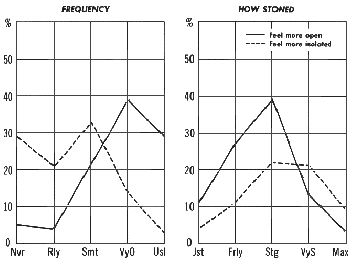 FREQUENCY
%
50
40
30
20
10
0
Nvr Rly Smt VyO Usl
HOW STONED
%
Feel more open
Feel more isolated
50
40
30
20
10
0
Jst Frly Stg VyS Max